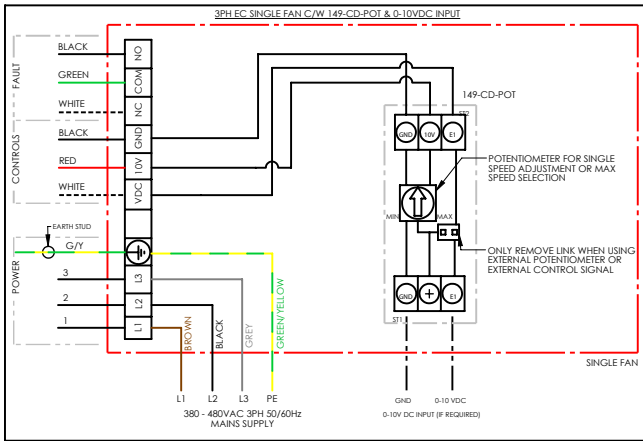 3PH EC SINGLE FAN C/W 149-CD-POT & 0-10VDC INPUT
FAULT
BLACK
NO
GREEN
COM
WHITE
NC
CONTROLS
BLACK
GND
RED
10V
WHITE
VDC
POWER
EARTH STUD
G/Y
3
L3
2
L2
1
L1
BROWN
BLACK
GREY
GREEN/YELLOW
L1
L2
L3
PE
380 - 480VAC 3PH 50/60Hz
MAINS SUPPLY
149-CD-POT
ST2
GND
10V
E1
POTENTIOMETER FOR SINGLE
SPEED ADJUSTMENT OR MAX
SPEED SELECTION
MIN
MAX
ONLY REMOVE LINK WHEN USING
EXTERNAL POTENTIOMETER OR
EXTERNAL CONTROL SIGNAL
GND
+
E1
ST1
SINGLE FAN
GND
0-10 VDC
0-10V DC INPUT (IF REQUIRED)